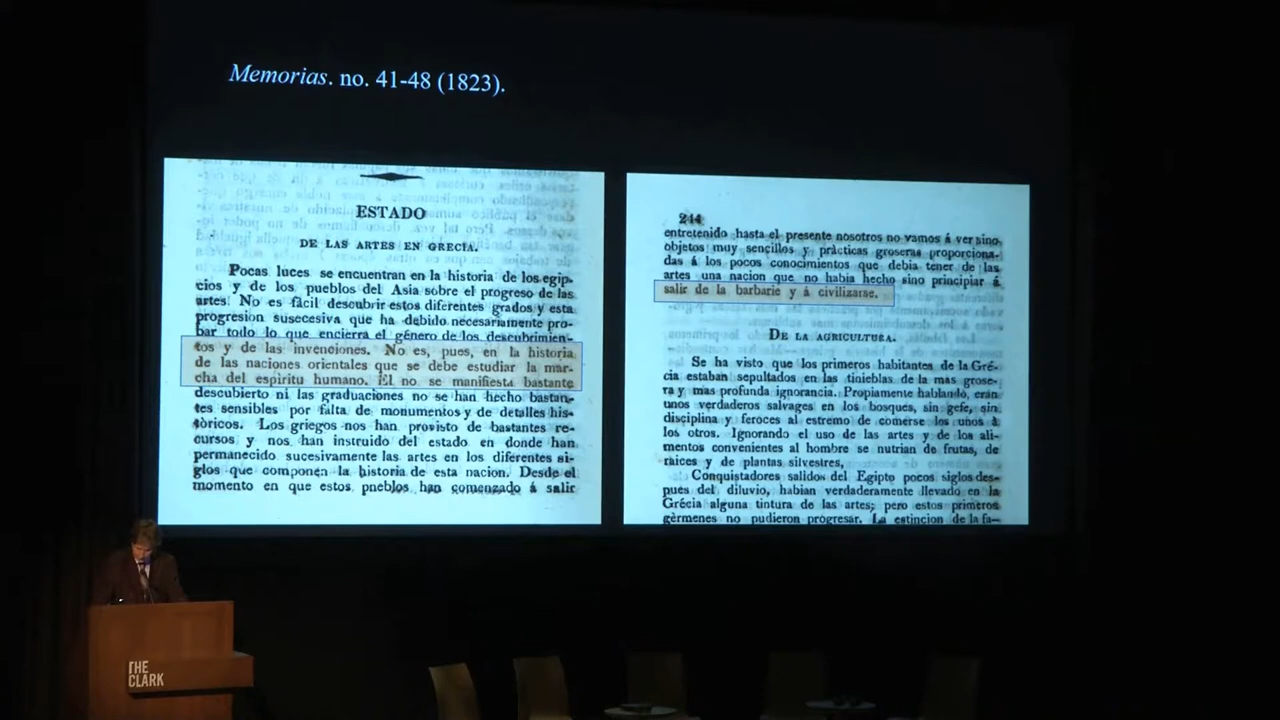 Memorias. no. 41-48 (1823).
ESTADO
DE LAS ARTES EN GRECIA.
Pocas luces se encuentran en la historia de los egip-
cios y de los pueblos del Asia sobre el progreso de las
artes! No es fácil descubrir estos diferentes grados y esta
progresion susecesiva que ha debido necesariamente pro-
bar todo lo que encierra el género de los descubrimien-
tos y de las invenciones. No es, pues, en la historia
de las naciones orientales que se debe estudiar la mar-
cha del espiritu humano. El no se manifiesta bastante
descubierto ni las graduaciones no se han hecho bastan-
tes sensibles por falta de monumentos y de detalles his-
tòricos. Los griegos nos han provisto de bastantes re-
cursos y nos han instruido del estado en donde han
permanecido sucesivamente las artes en los diferentes si-
glos que componen la historia de esta nacion. Desde el
momento en que estos pueblos han comenzado á salir
244
entretenido hasta el presente nosotros no vamos á ver sino
objetos muy sencillos y prácticas groseras proporciona-
das á los pocos conocimientos que debia tener de las
artes una nacion que no habia hecho sino principiar á
salir de la barbarie y á civilizarse.
DE LA AGRICULTURA.
Se ha visto que los primeros habitantes de la Gré-
cia estaban sepultados en las tinieblas de la mas grose-
ra y mas profunda ignorancia. Propiamente hablando, eran
unos verdaderos salvages en los bosques, sin gefe, sin
disciplina y feroces al estremo de comerse los unos à
los otros. Ignorando el uso de las artes y de los ali-
mentos convenientes al hombre se nutrian de frutas, de
raices y de plantas silvestres,
Conquistadores salidos del Egipto pocos siglos des-
pues del diluvio, habian verdaderamente llevado en la
Grécia alguna tintura de las artes; pero estos primeros
gèrmenes no pudieron progresar. La estincion de la fa-
THE
CLARK